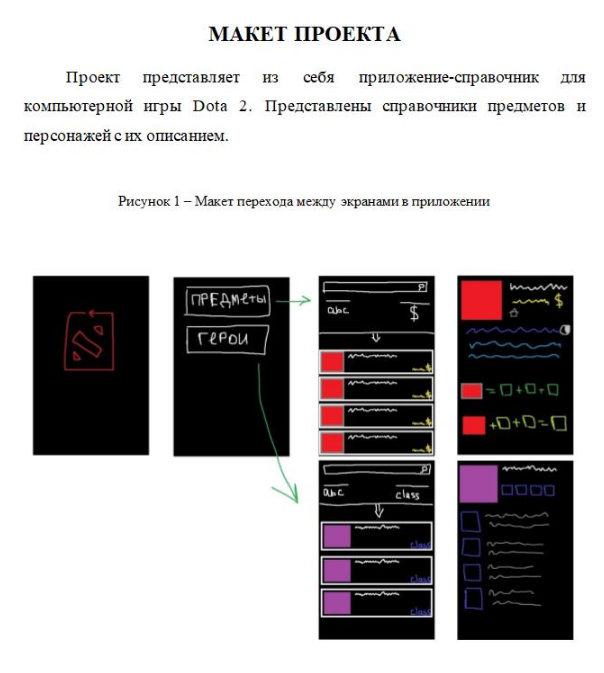 МАКЕТ ПРОЕКТА
Проект представляет из себя приложение-справочник для
компьютерной игры Dota 2. Представлены справочники предметов и
персонажей с их описанием.
Рисунок 1 – Макет перехода между экранами в приложении
ПРЕДМЕТЫ
ГЕРОИ
abc $
$
$
$
$
$
= + +
+ + =
abc class
class
class
class